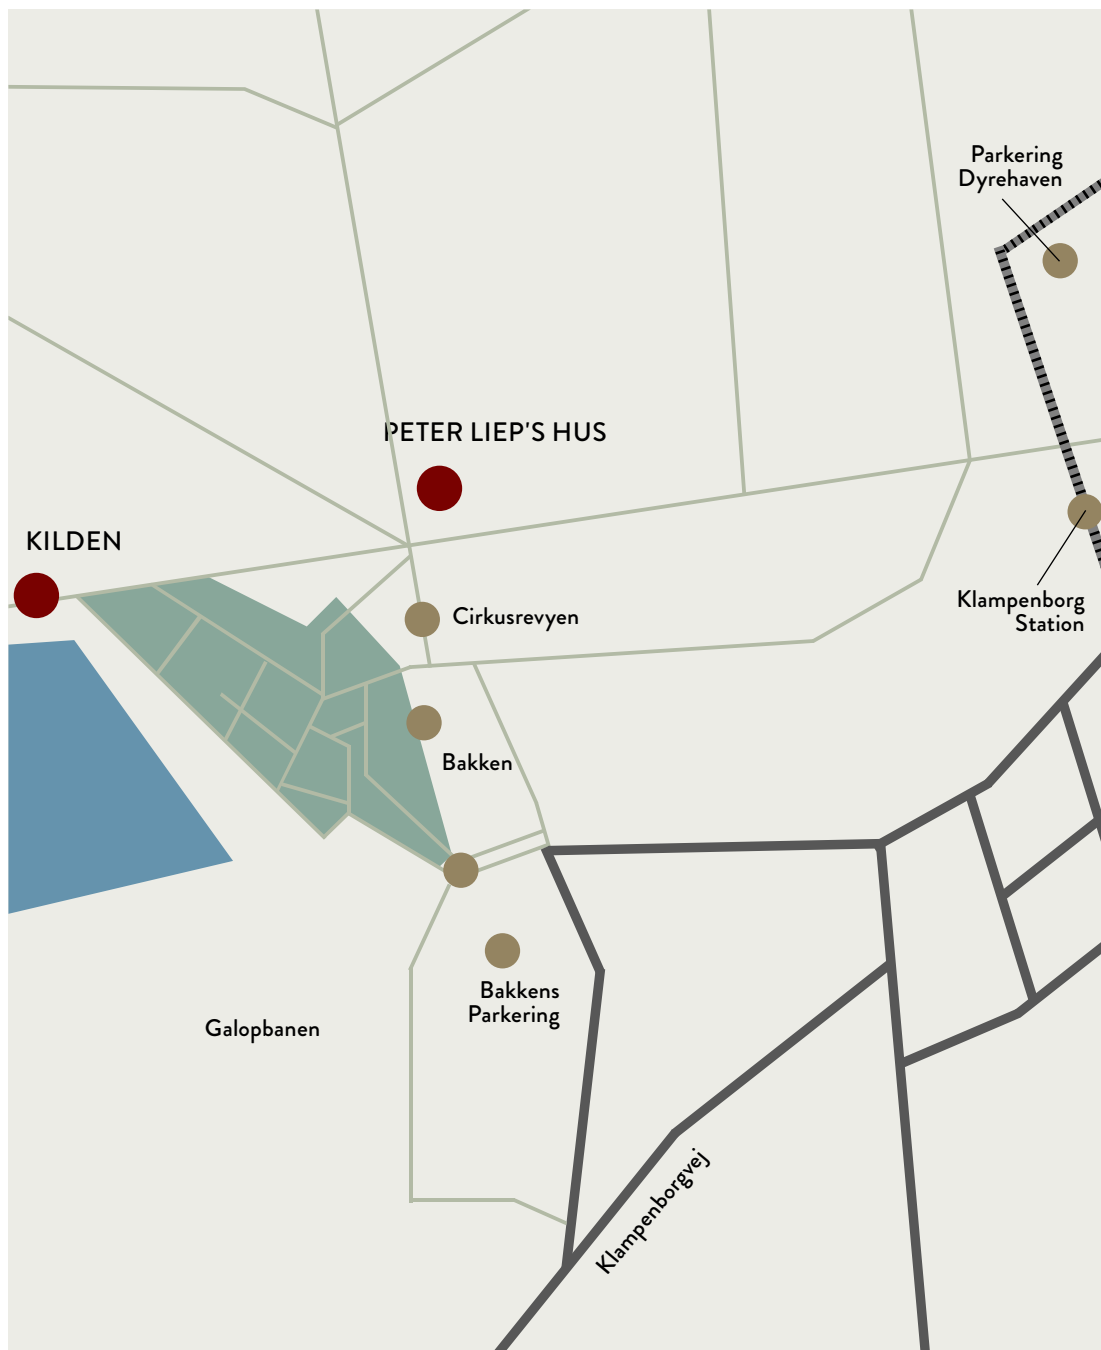 Parkering
Dyrehaven
PETER LIEP'S HUS
KILDEN
Klampenborg
Station
Cirkusrevyen
Bakken
Bakkens
Parkering
Galopbanen
Klampenborgvej